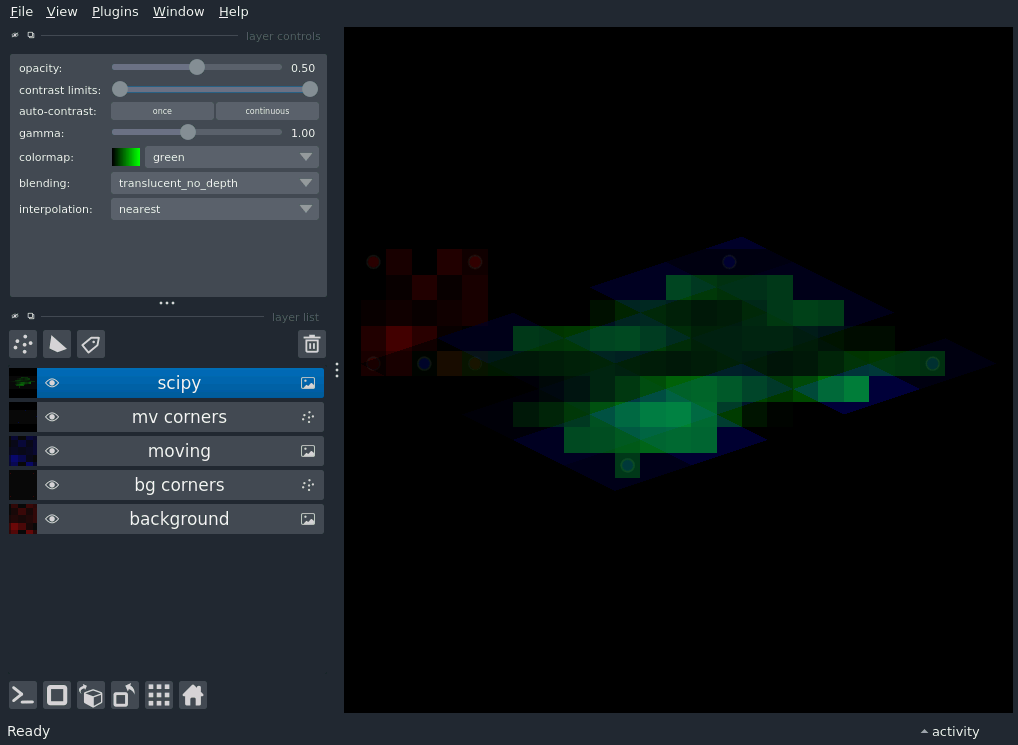 File View Plugins Window Help
layer controls
opacity: 0.50
contrast limits:
auto-contrast: once continuous
gamma: 1.00
colormap: green
blending: translucent_no_depth
interpolation: nearest
layer list
scipy
mv corners
moving
bg corners
background
Ready
activity